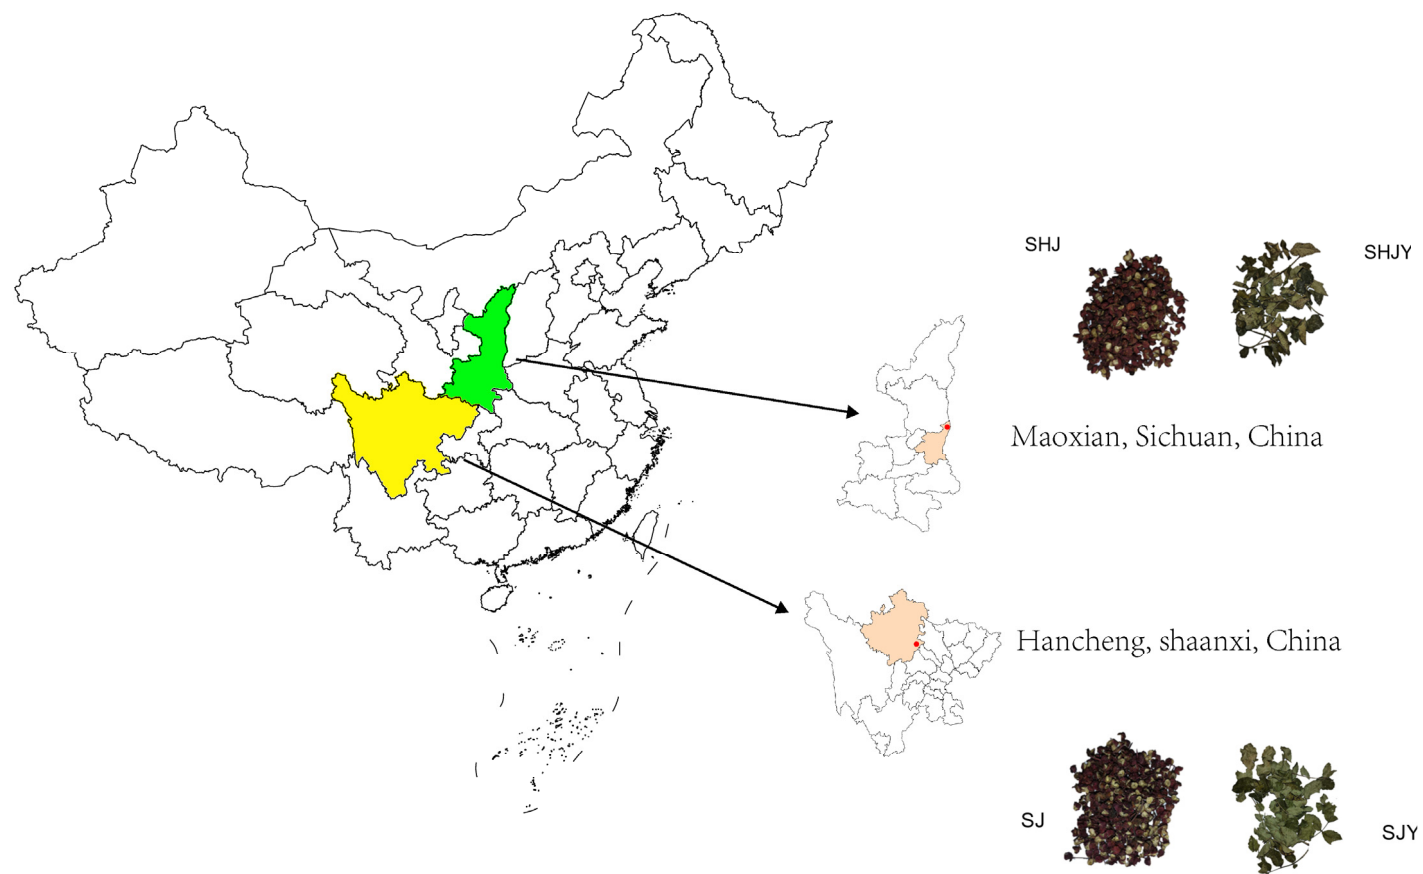 SHJ
SHJY
Maoxian, Sichuan, China
Hancheng, shaanxi, China
SJ
SJY